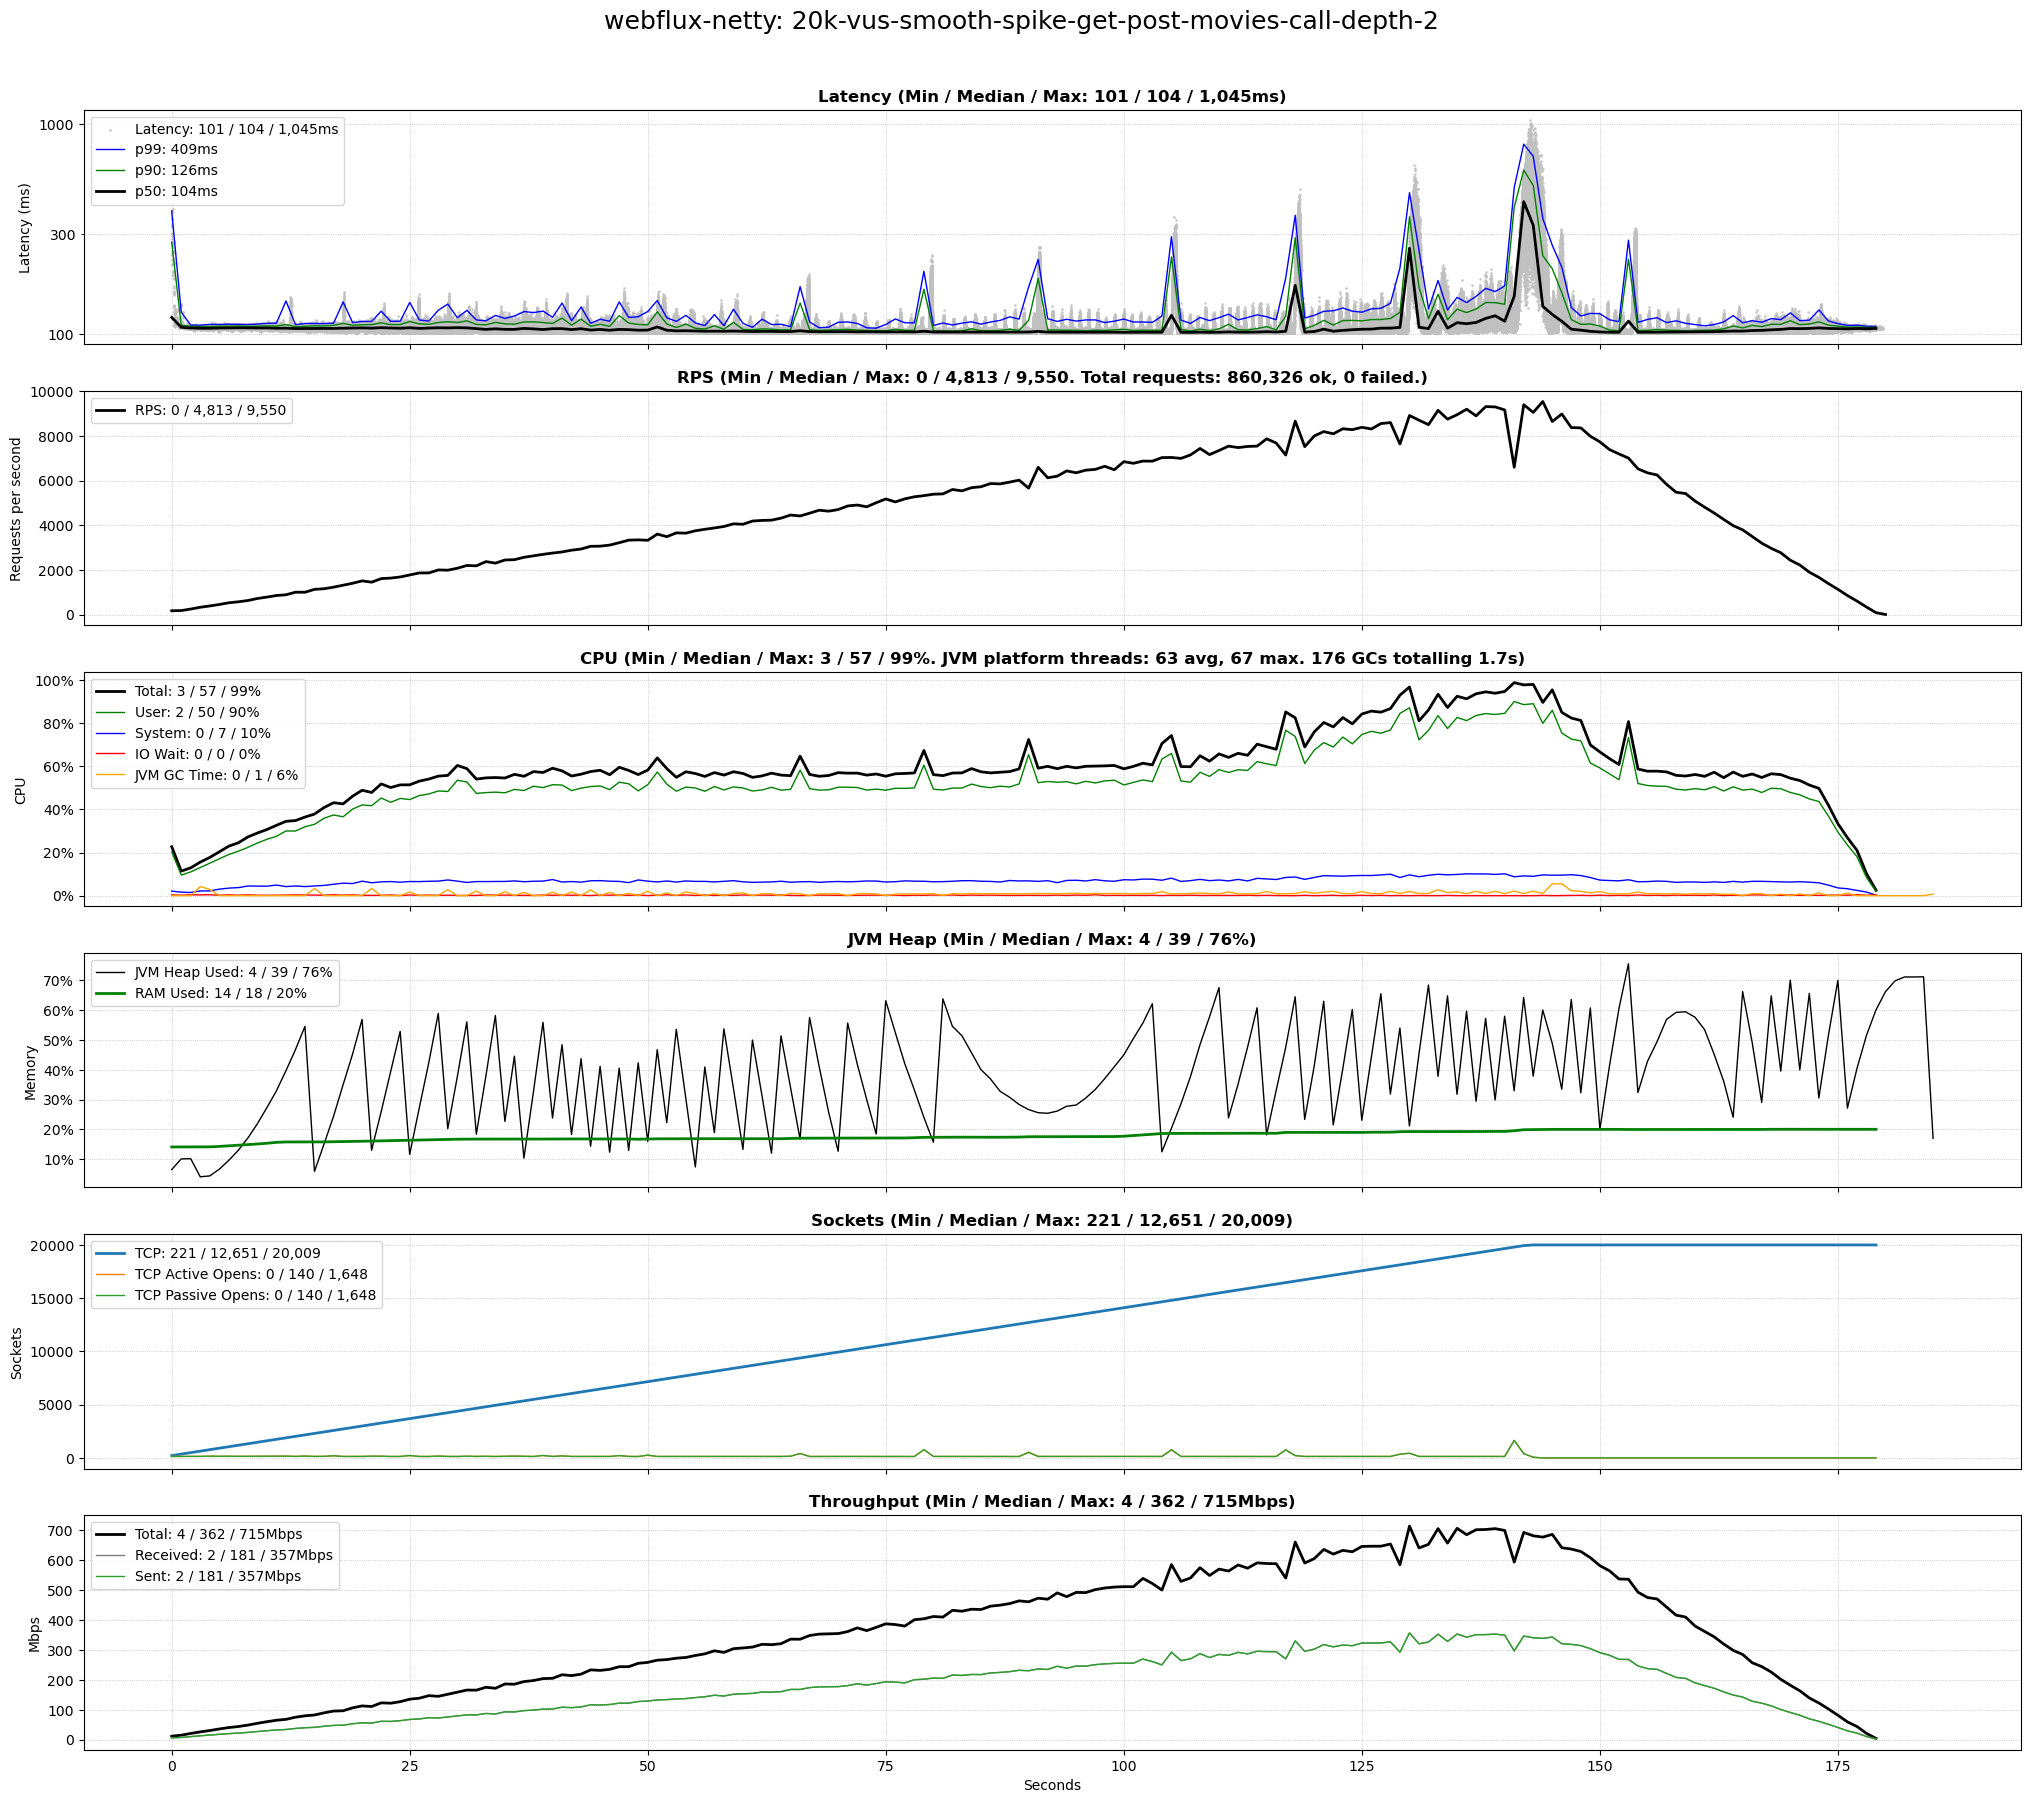 webflux-netty: 20k-vus-smooth-spike-get-post-movies-call-depth-2
Latency (Min / Median / Max: 101 / 104 / 1,045ms)
Latency (ms)
1000
300
100
Latency: 101 / 104 / 1,045ms
p99: 409ms
p90: 126ms
p50: 104ms
RPS (Min / Median / Max: 0 / 4,813 / 9,550. Total requests: 860,326 ok, 0 failed.)
Requests per second
10000
8000
6000
4000
2000
0
RPS: 0 / 4,813 / 9,550
CPU (Min / Median / Max: 3 / 57 / 99%. JVM platform threads: 63 avg, 67 max. 176 GCs totalling 1.7s)
CPU
100%
80%
60%
40%
20%
0%
Total: 3 / 57 / 99%
User: 2 / 50 / 90%
System: 0 / 7 / 10%
IO Wait: 0 / 0 / 0%
JVM GC Time: 0 / 1 / 6%
JVM Heap (Min / Median / Max: 4 / 39 / 76%)
Memory
70%
60%
50%
40%
30%
20%
10%
JVM Heap Used: 4 / 39 / 76%
RAM Used: 14 / 18 / 20%
Sockets (Min / Median / Max: 221 / 12,651 / 20,009)
Sockets
20000
15000
10000
5000
0
TCP: 221 / 12,651 / 20,009
TCP Active Opens: 0 / 140 / 1,648
TCP Passive Opens: 0 / 140 / 1,648
Throughput (Min / Median / Max: 4 / 362 / 715Mbps)
Mbps
700
600
500
400
300
200
100
0
Total: 4 / 362 / 715Mbps
Received: 2 / 181 / 357Mbps
Sent: 2 / 181 / 357Mbps
0 25 50 75 100 125 150 175
Seconds